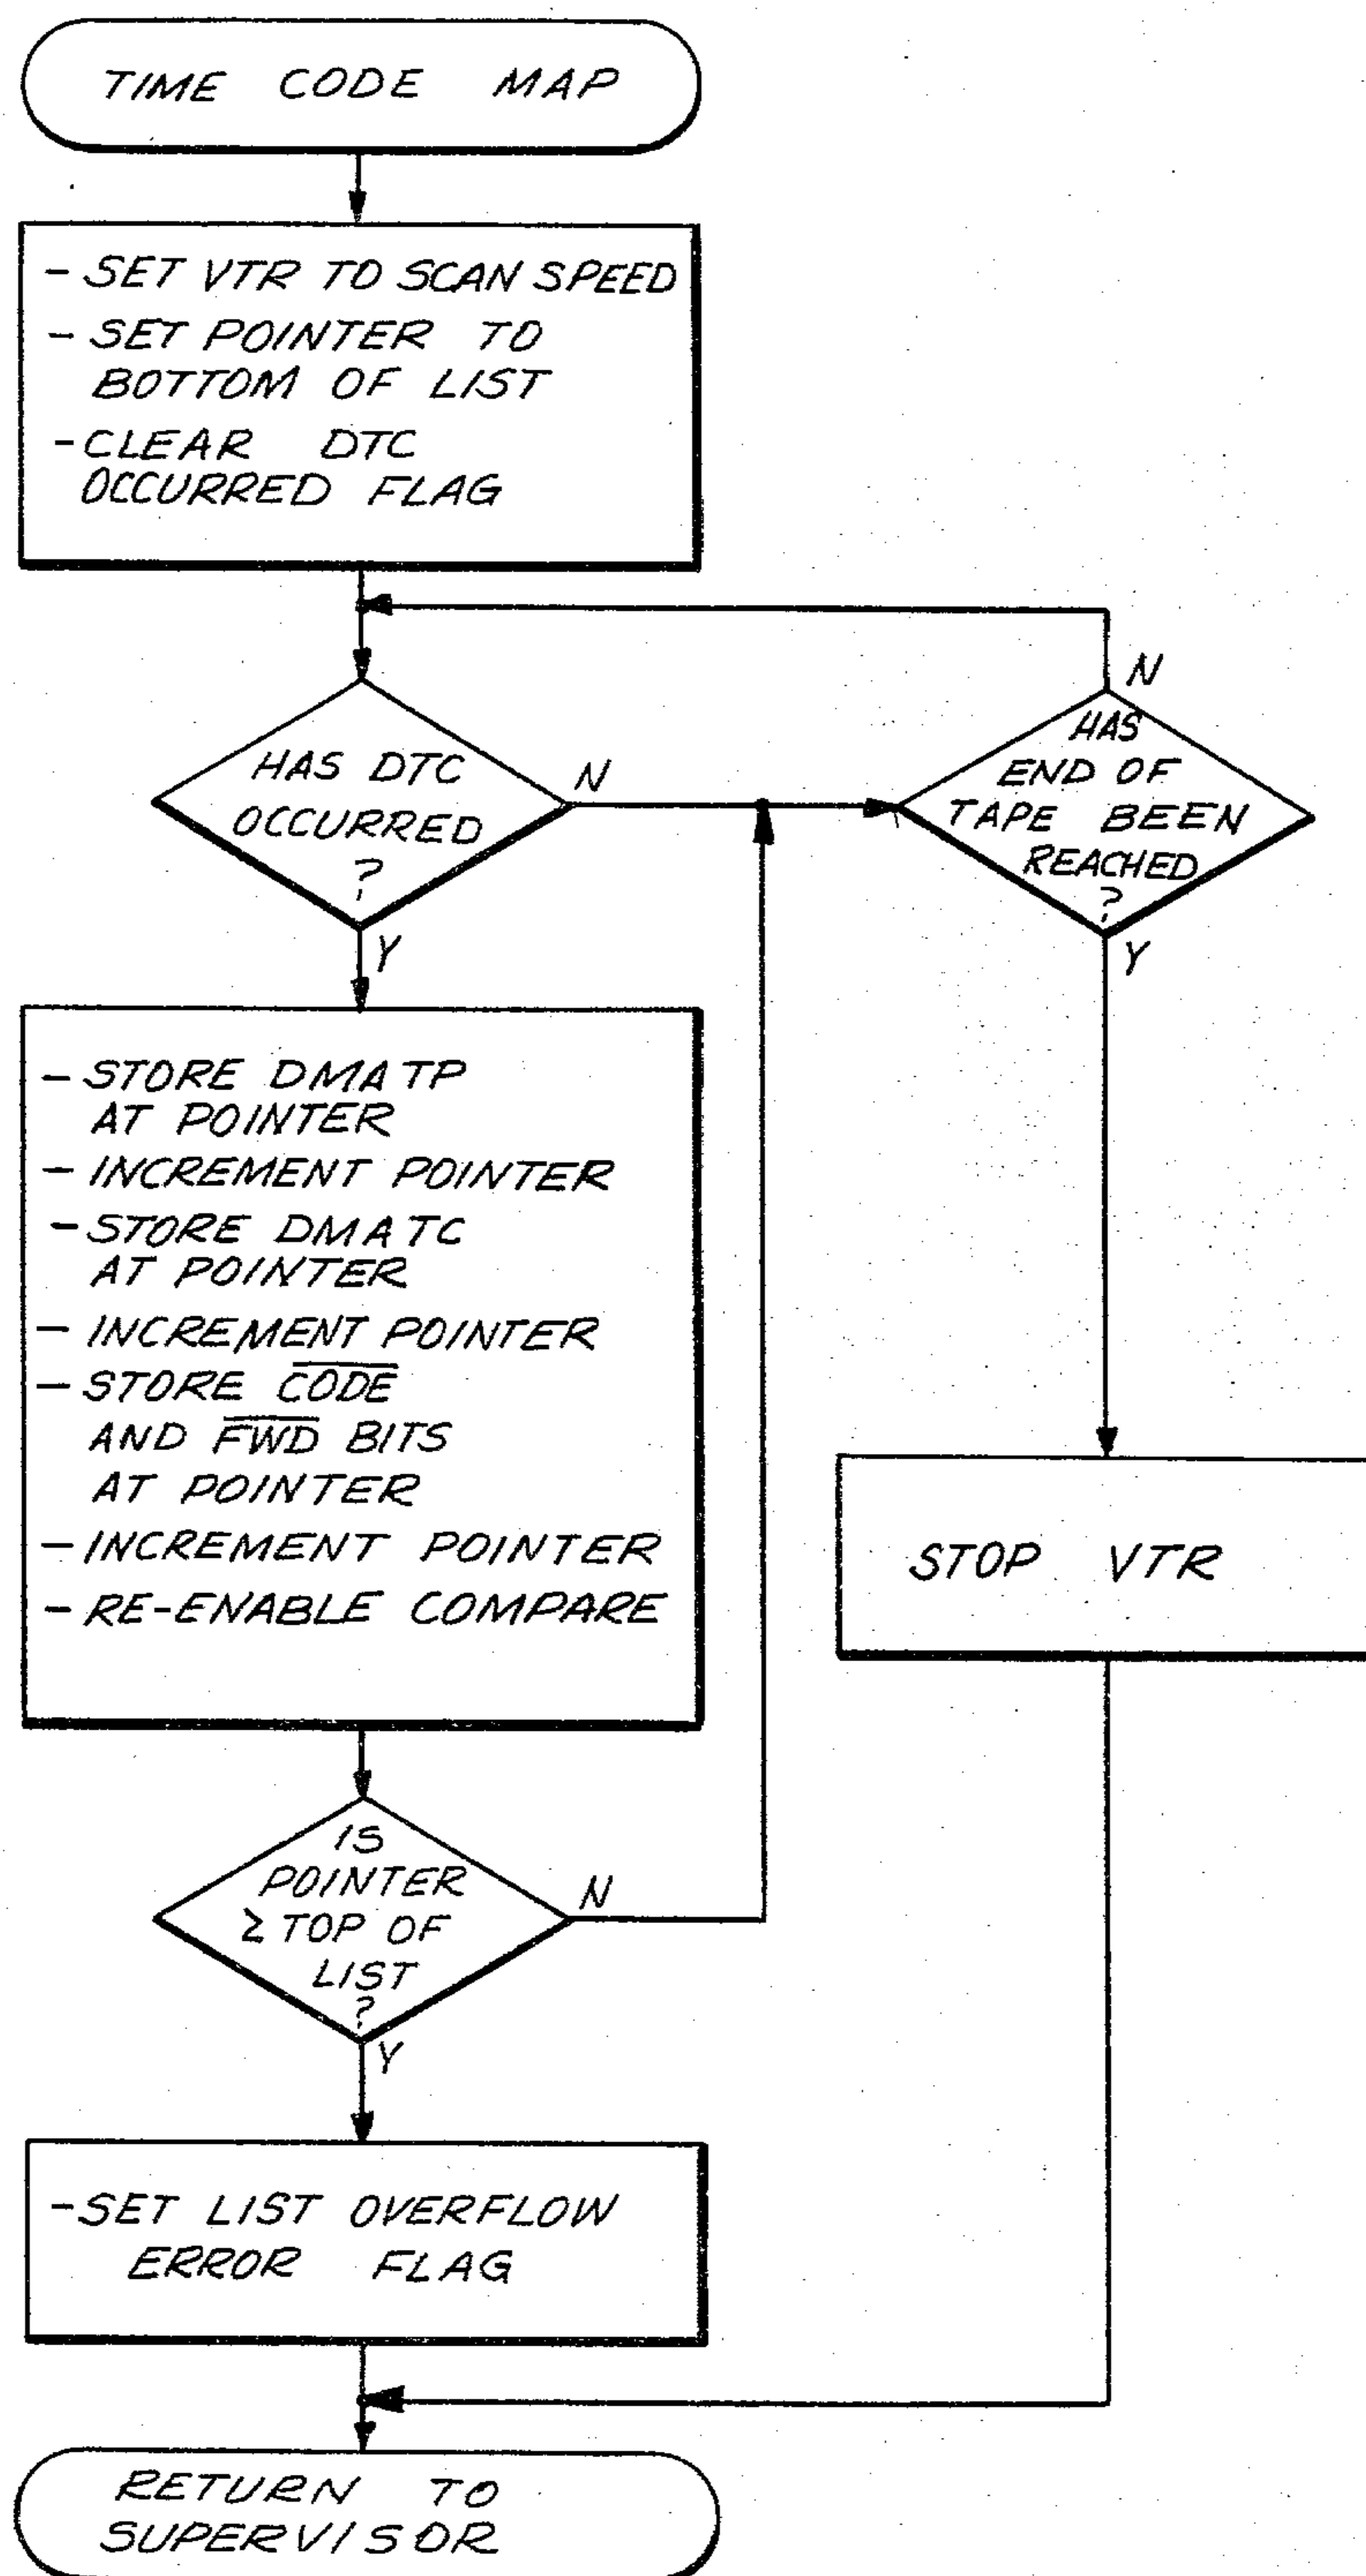 TIME CODE MAP
- SET VTR TO SCAN SPEED
- SET POINTER TO
BOTTOM OF LIST
- CLEAR DTC
OCCURRED FLAG
HAS DTC
OCCURRED
?
N
Y
N
HAS
END OF
TAPE BEEN
REACHED
?
Y
- STORE DMATP
AT POINTER
- INCREMENT POINTER
- STORE DMATC
AT POINTER
- INCREMENT POINTER
- STORE C̅O̅D̅E̅
AND F̅W̅D̅ BITS
AT POINTER
- INCREMENT POINTER
- RE-ENABLE COMPARE
STOP VTR
IS
POINTER
≥ TOP OF
LIST
?
N
Y
- SET LIST OVERFLOW
ERROR FLAG
RETURN TO
SUPERVISOR